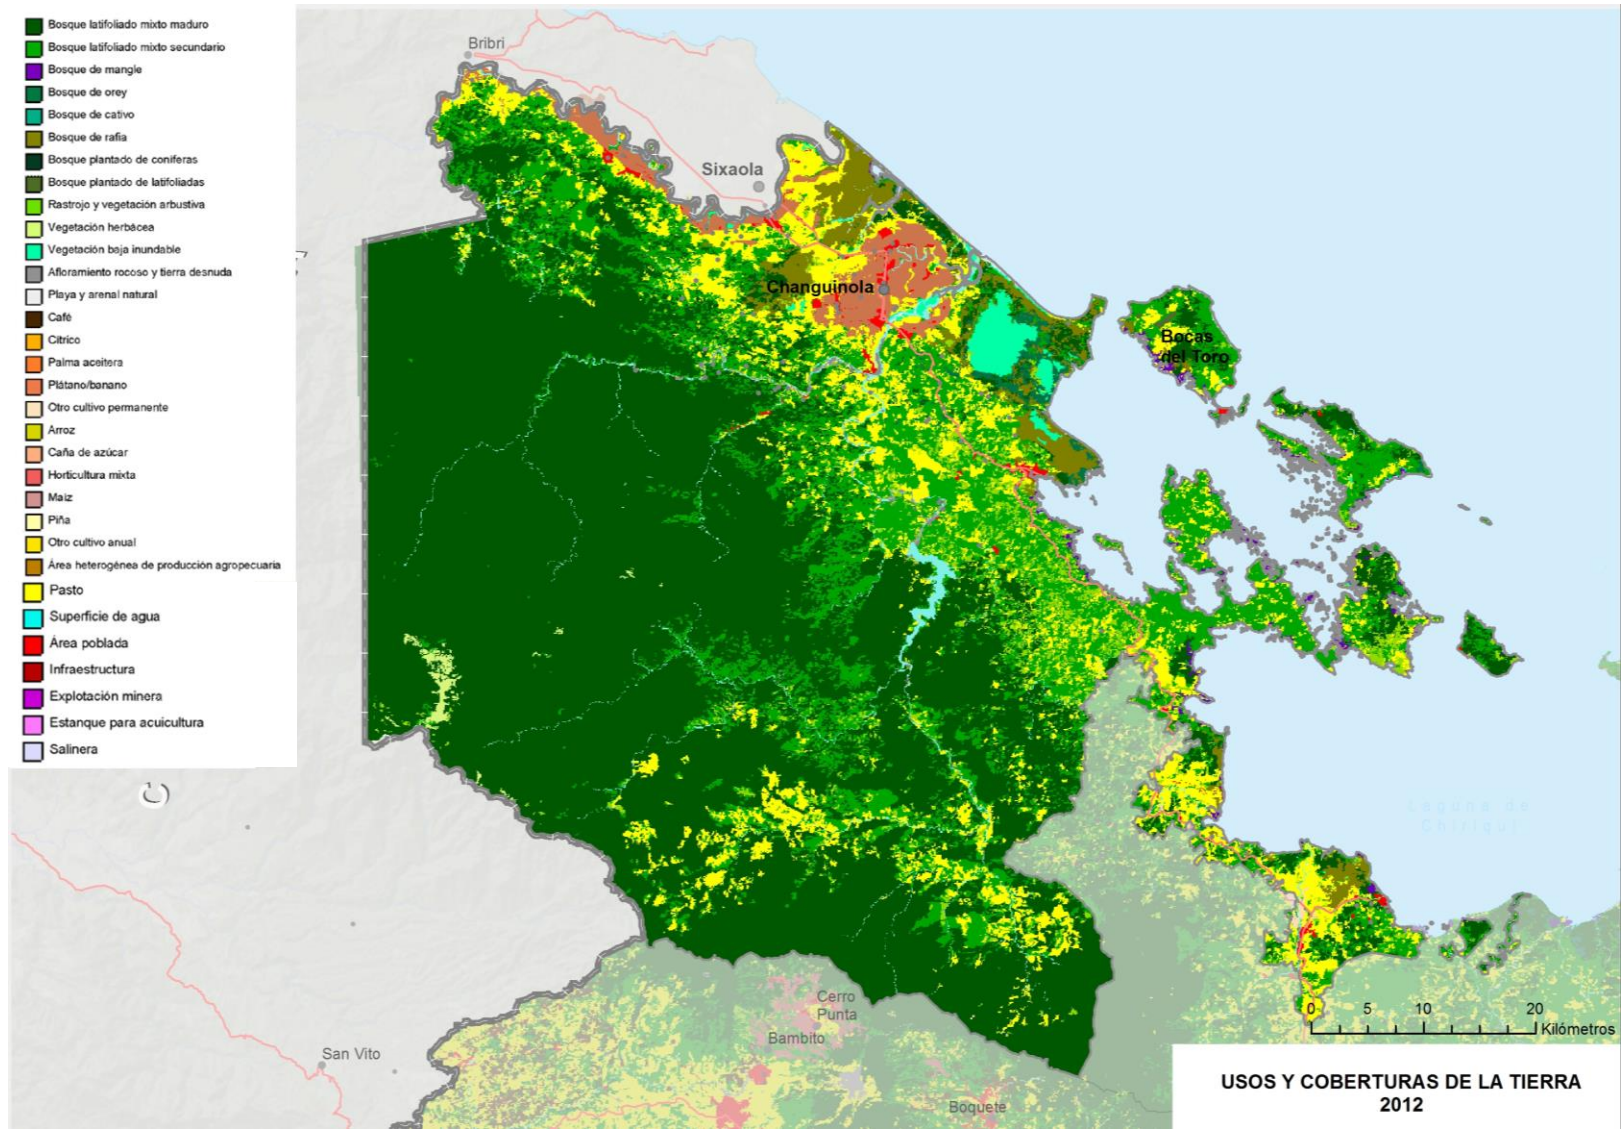 Bosque latifoliado mixto maduro
Bosque latifoliado mixto secundario
Bosque de mangle
Bosque de orey
Bosque de cativo
Bosque de rafia
Bosque plantado de coníferas
Bosque plantado de latifoliadas
Rastrojo y vegetación arbustiva
Vegetación herbácea
Vegetación baja inundable
Afloramiento rocoso y tierra desnuda
Playa y arenal natural
Café
Cítrico
Palma aceitera
Plátano/banano
Otro cultivo permanente
Arroz
Caña de azúcar
Horticultura mixta
Maíz
Piña
Otro cultivo anual
Área heterogénea de producción agropecuaria
Pasto
Superficie de agua
Área poblada
Infraestructura
Explotación minera
Estanque para acuicultura
Salinera
Bribri
Sixaola
Changuinola
Bocas
del Toro
Laguna de
Chiriquí
Cerro
Punta
Bambito
San Vito
Boquete
0 5 10 20
Kilómetros
USOS Y COBERTURAS DE LA TIERRA
2012